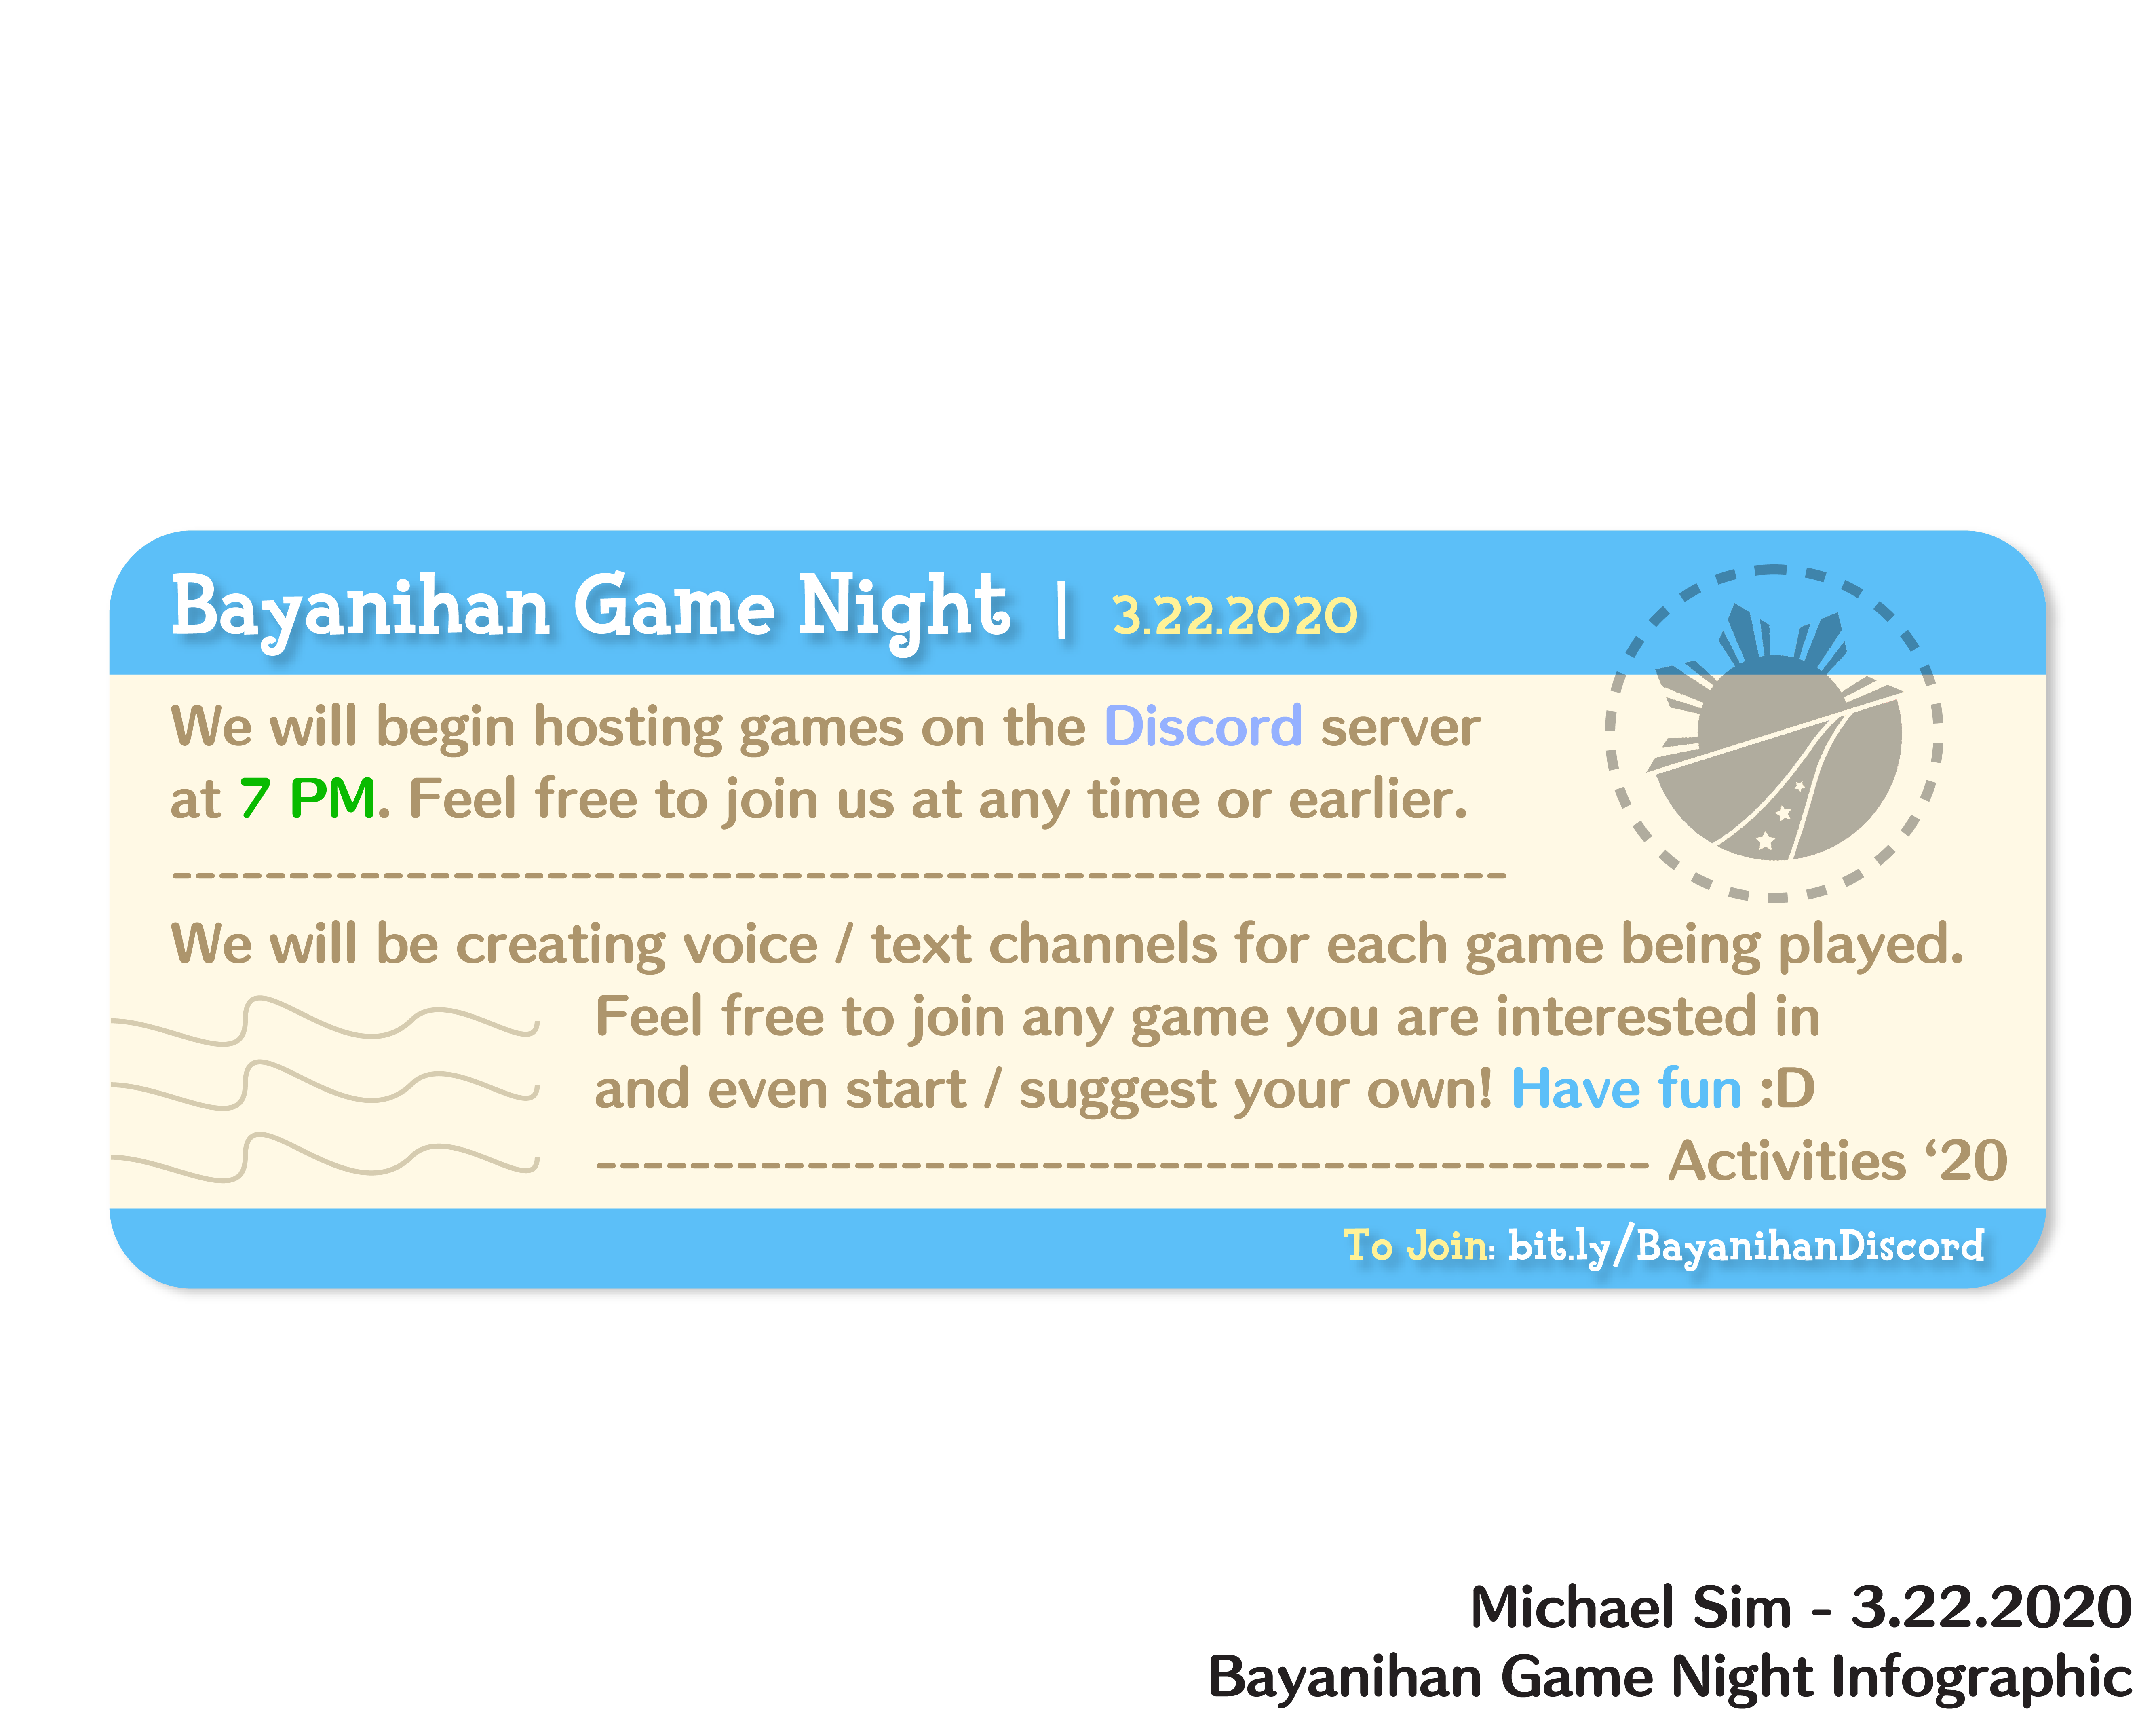 Bayanihan Game Night | 3.22.2020
We will begin hosting games on the Discord server
at 7 PM. Feel free to join us at any time or earlier.
---------------------------------------------------------
We will be creating voice / text channels for each game being played.
Feel free to join any game you are interested in
and even start / suggest your own! Have fun :D
--------------------------------------------- Activities ‘20
To Join: bit.ly/BayanihanDiscord
Michael Sim - 3.22.2020
Bayanihan Game Night Infographic